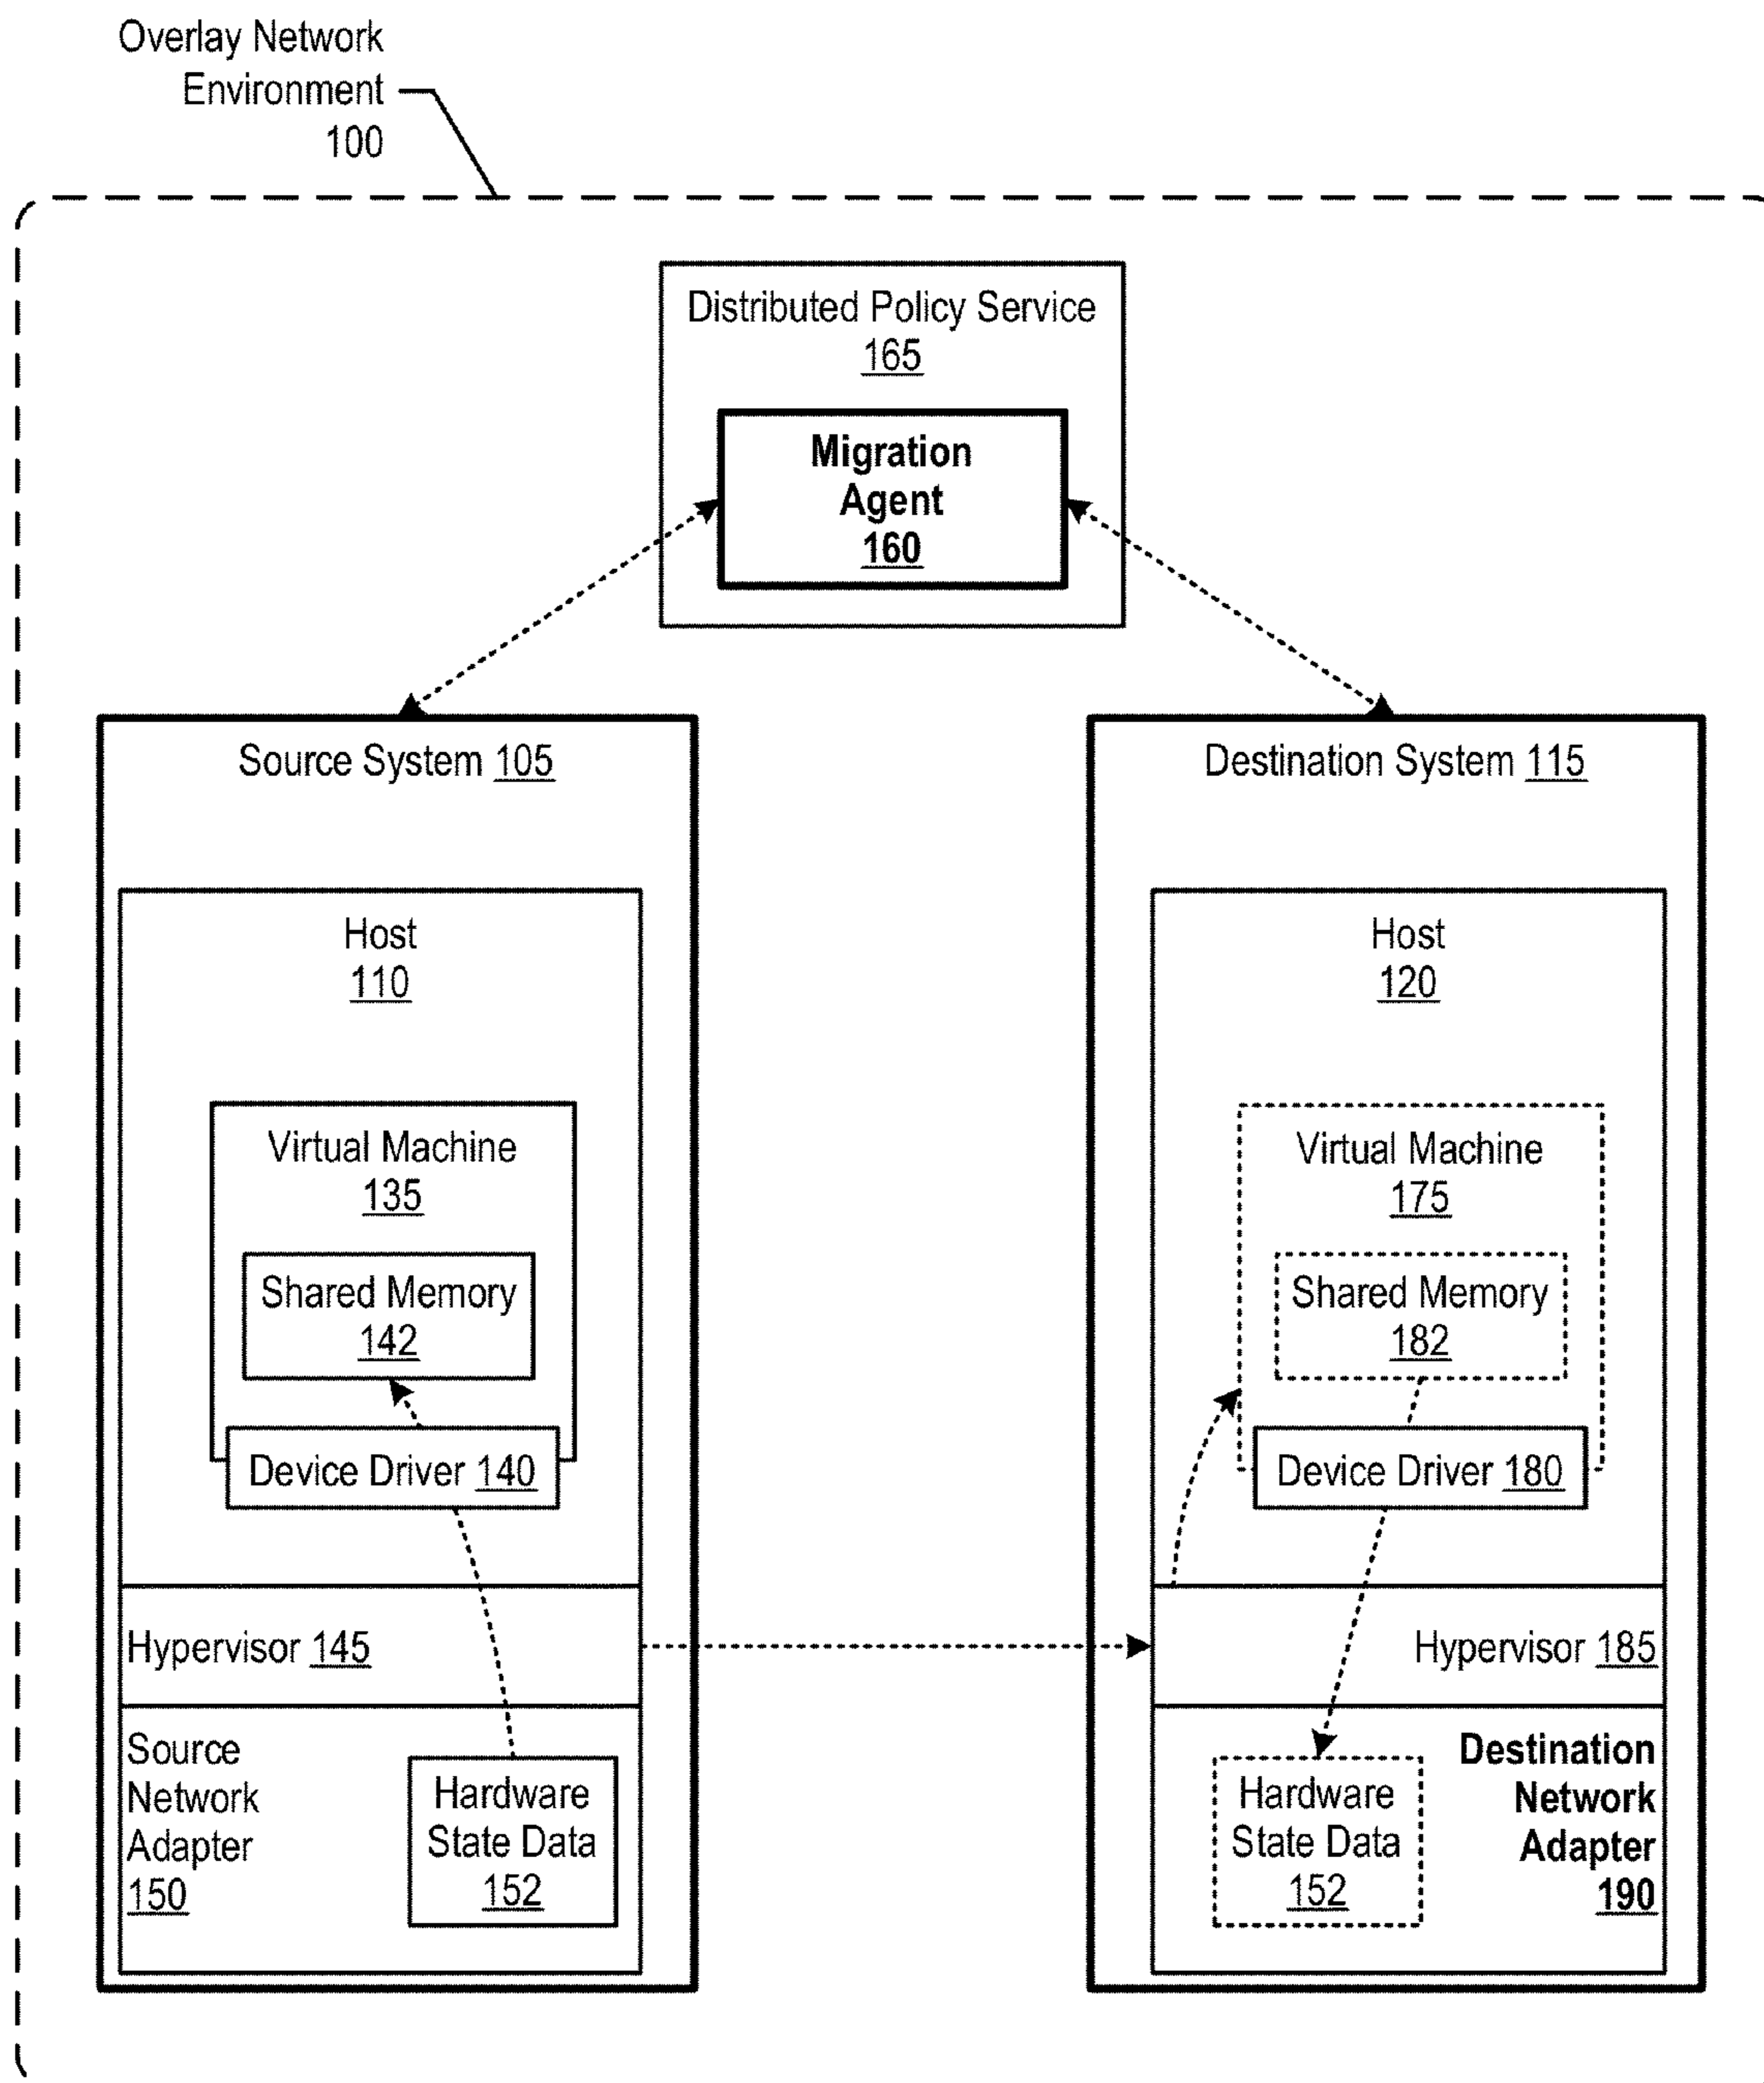 Overlay Network
Environment
100
Distributed Policy Service
165
Migration
Agent
160
Source System 105
Host
110
Virtual Machine
135
Shared Memory
142
Device Driver 140
Hypervisor 145
Source
Network
Adapter
150
Hardware
State Data
152
Destination System 115
Host
120
Virtual Machine
175
Shared Memory
182
Device Driver 180
Hypervisor 185
Hardware
State Data
152
Destination
Network
Adapter
190